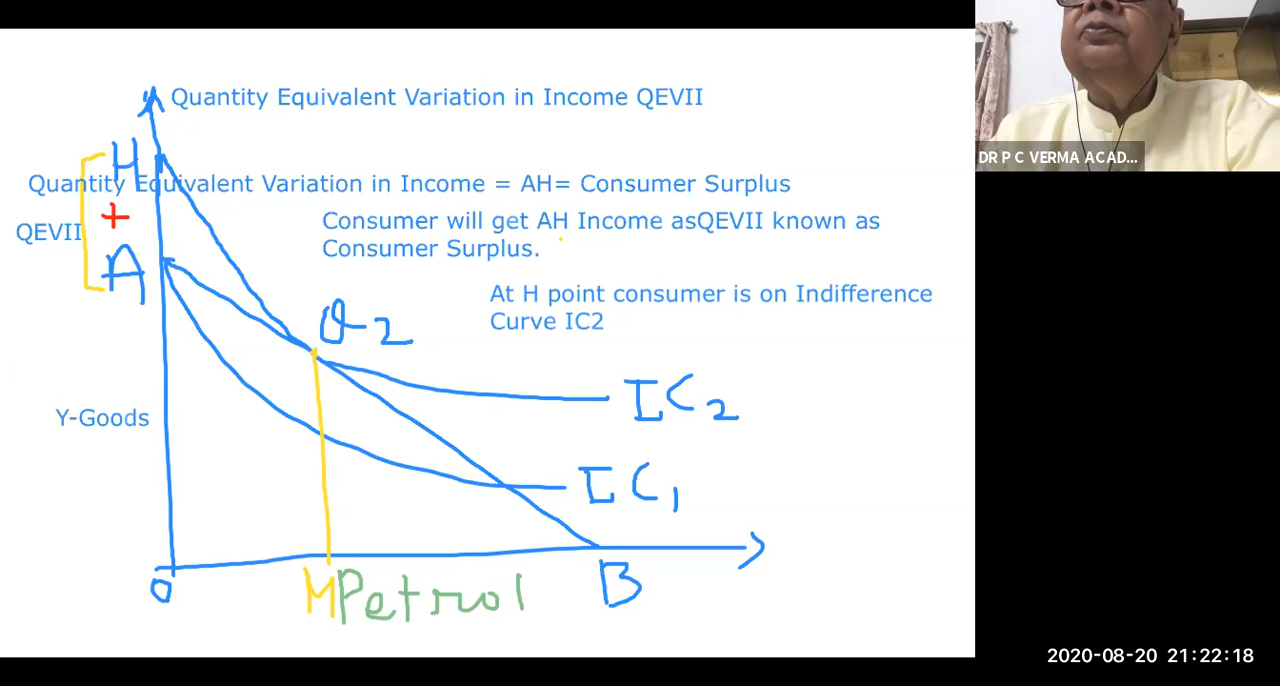 Quantity Equivalent Variation in Income QEVII
H
Quantity Equivalent Variation in Income = AH= Consumer Surplus
+
QEVII
Consumer will get AH Income asQEVII known as
Consumer Surplus.
A
At H point consumer is on Indifference
Curve IC2
Q2
IC2
Y-Goods
IC1
O
M
Petrol
B
DR P C VERMA ACAD...
2020-08-20 21:22:18